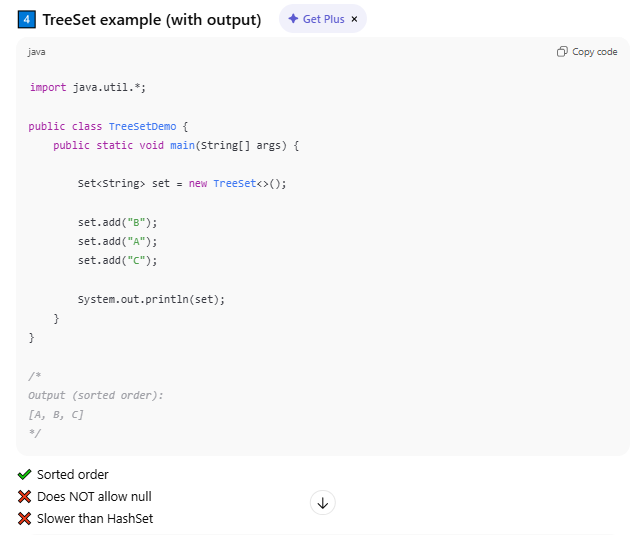 4 TreeSet example (with output) Get Plus ×
java Copy code
import java.util.*;
public class TreeSetDemo {
public static void main(String[] args) {
Set<String> set = new TreeSet<>();
set.add("B");
set.add("A");
set.add("C");
System.out.println(set);
}
}
/*
Output (sorted order):
[A, B, C]
*/
Sorted order
Does NOT allow null
Slower than HashSet